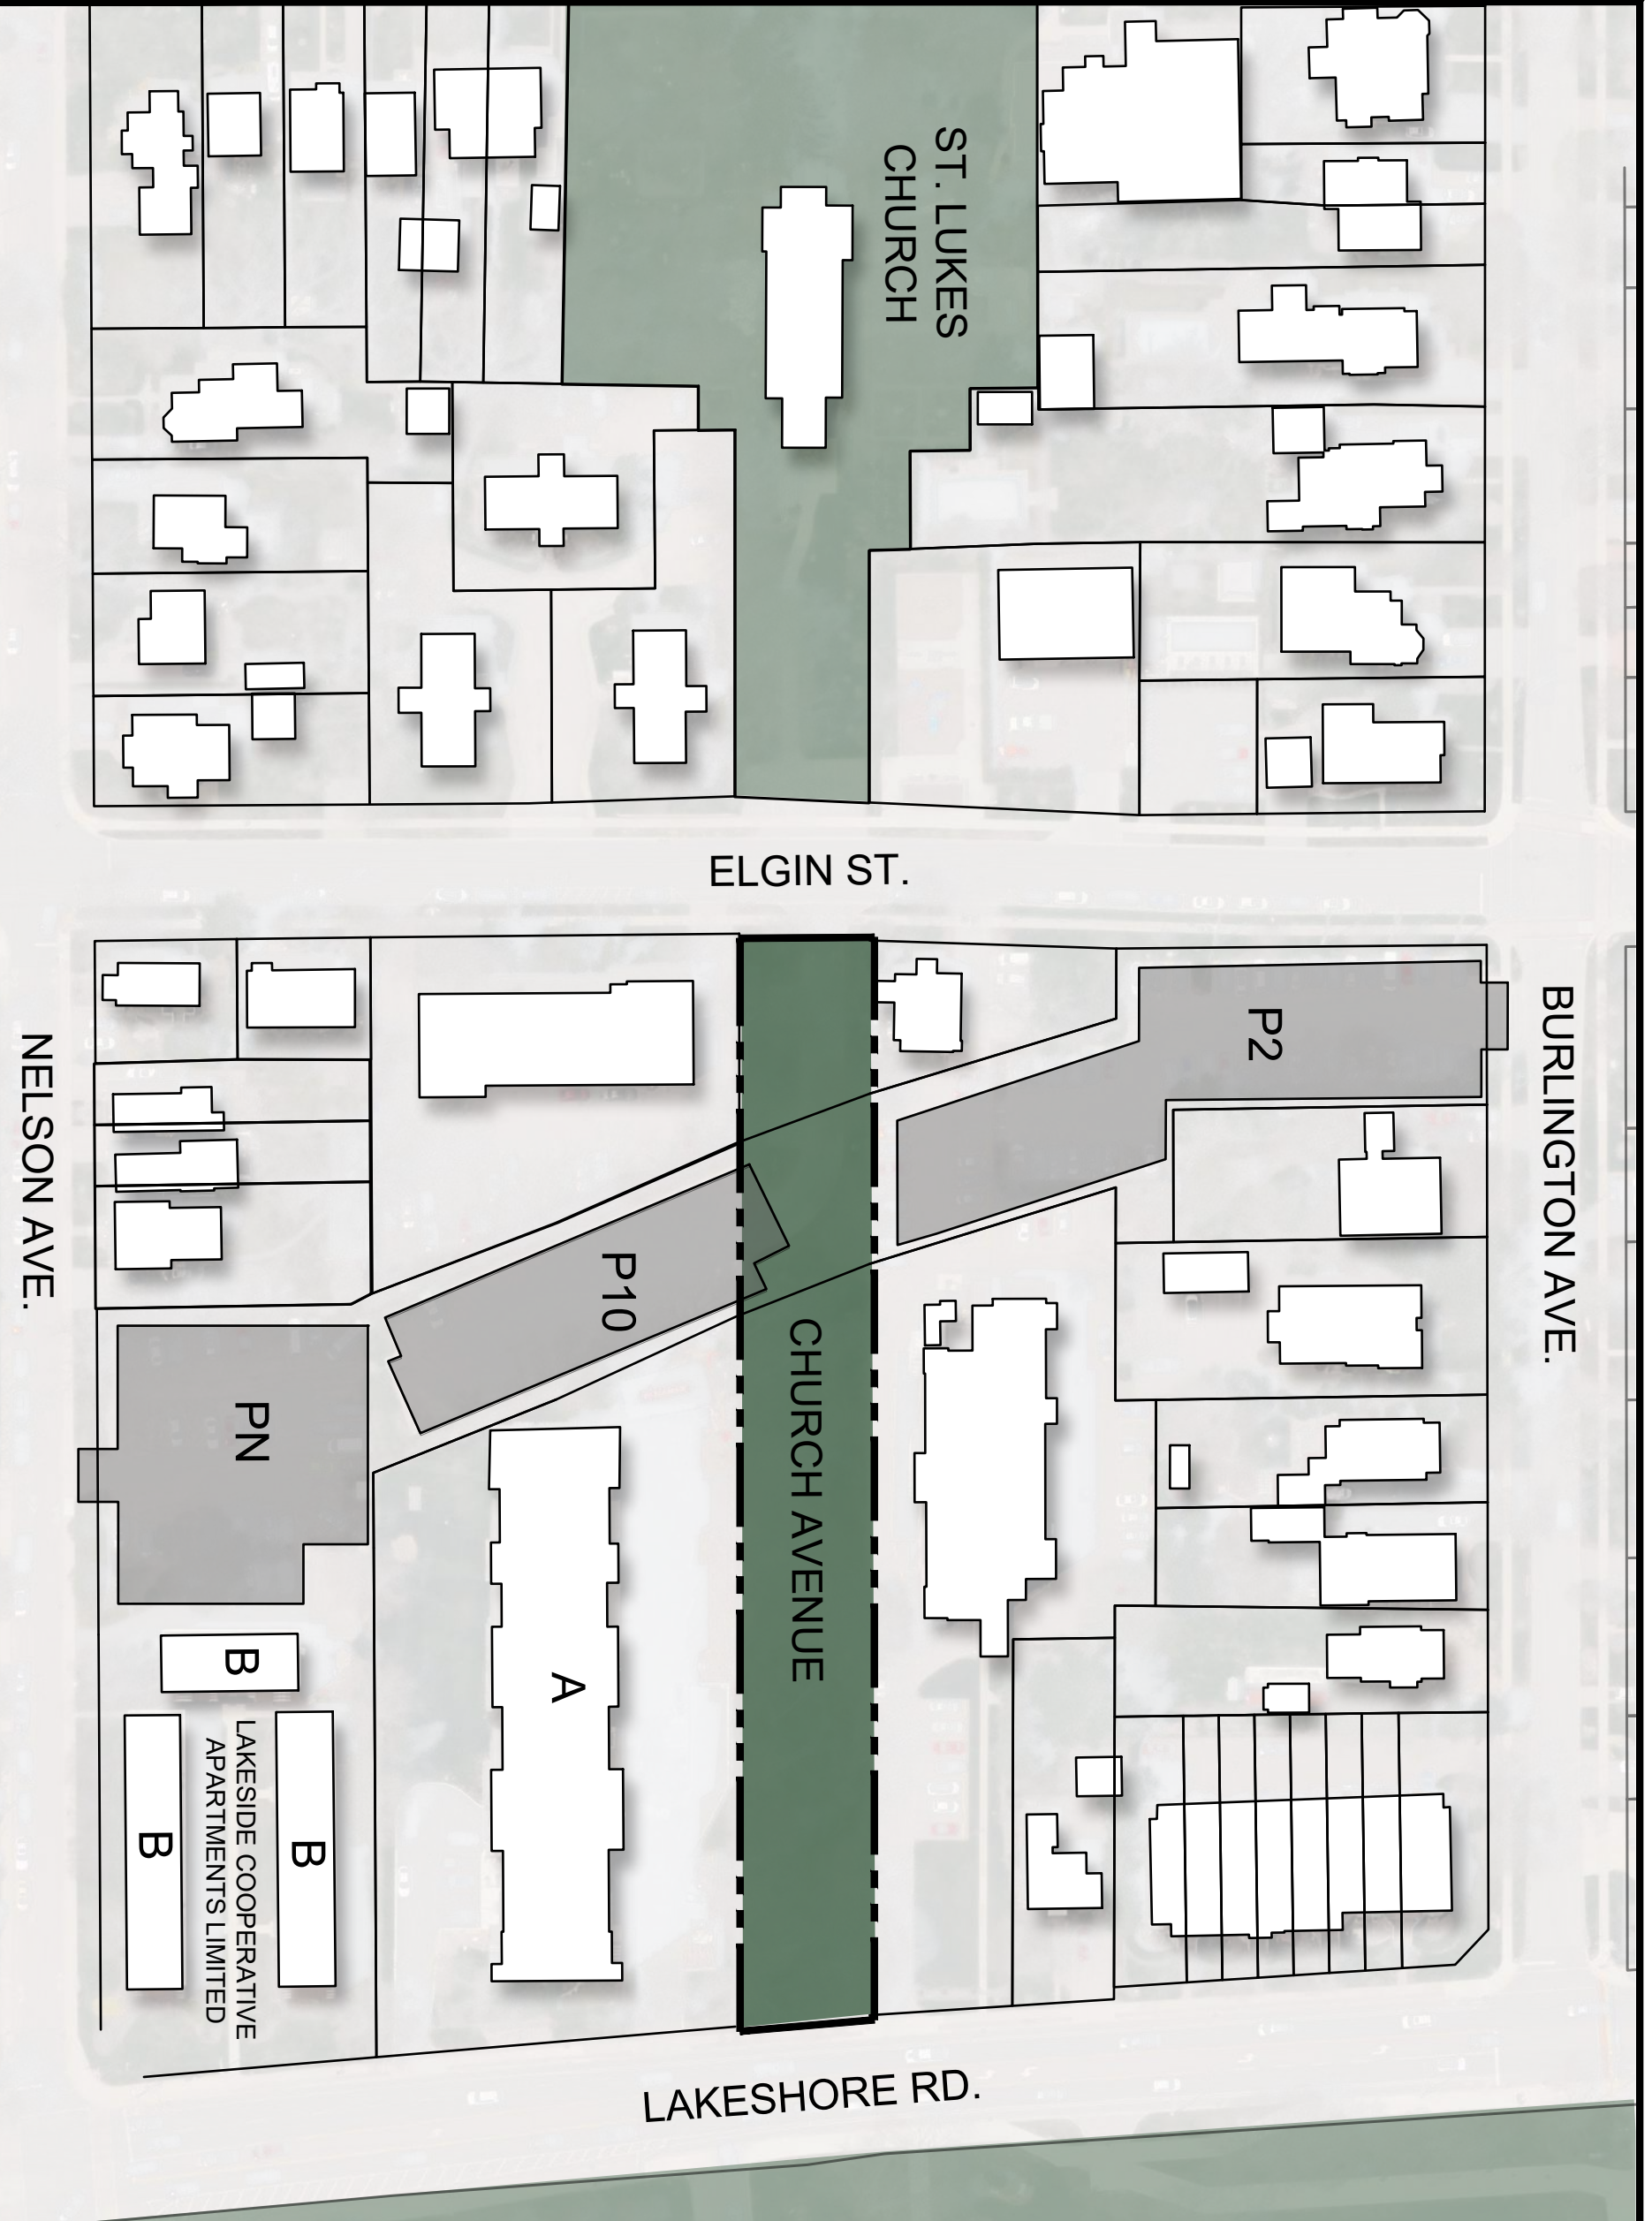 ST. LUKES
CHURCH
ELGIN ST.
BURLINGTON AVE.
P2
NELSON AVE.
P10
CHURCH AVENUE
PN
A
B
B
B
LAKESIDE COOPERATIVE
APARTMENTS LIMITED
LAKESHORE RD.